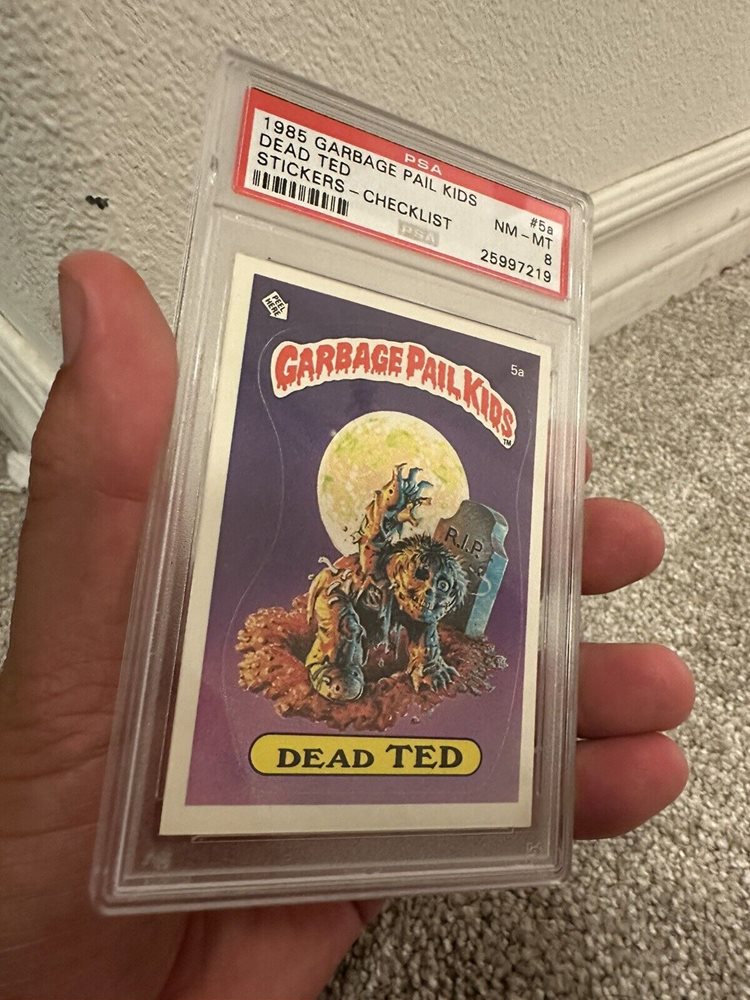 PSA
1985 GARBAGE PAIL KIDS #5a
DEAD TED NM-MT
STICKERS-CHECKLIST 8
PSA 25997219
PEEL HERE
5a
GARBAGE PAIL KIDS™
R.I.P.
DEAD TED